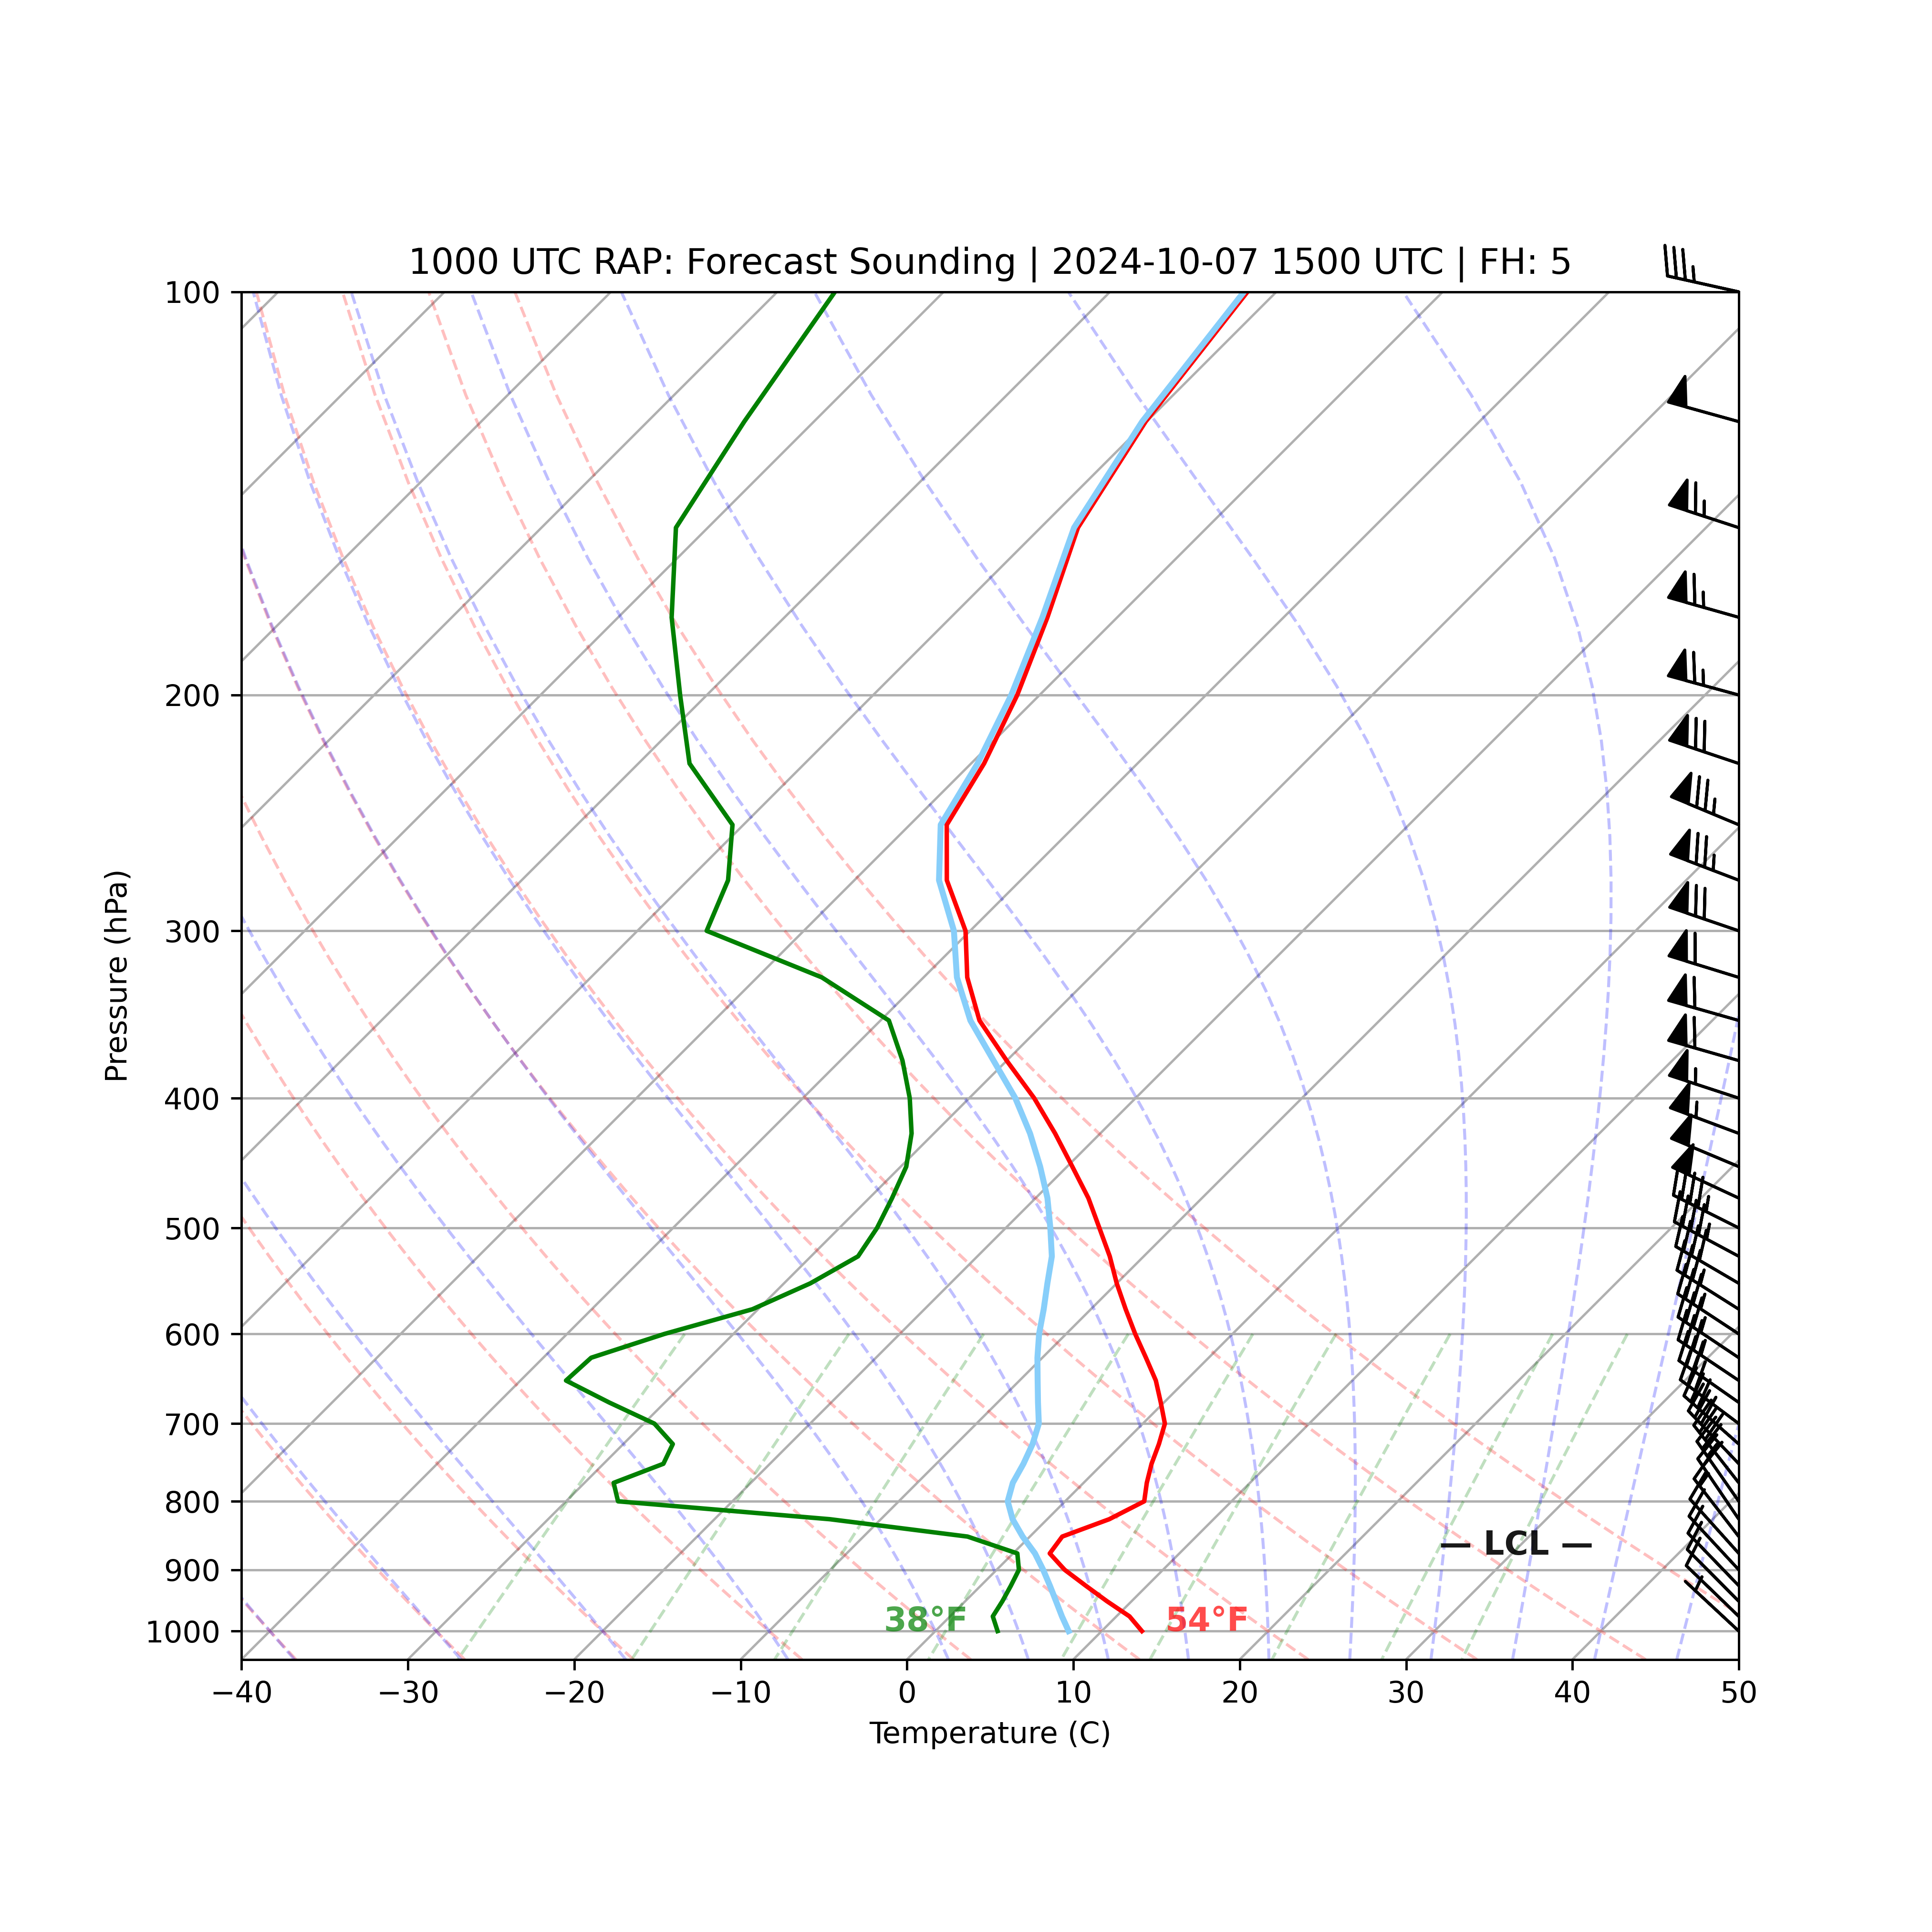 1000 UTC RAP: Forecast Sounding | 2024-10-07 1500 UTC | FH: 5
100
200
300
400
500
600
700
800
900
1000
Pressure (hPa)
— LCL —
38°F
54°F
−40 −30 −20 −10 0 10 20 30 40 50
Temperature (C)